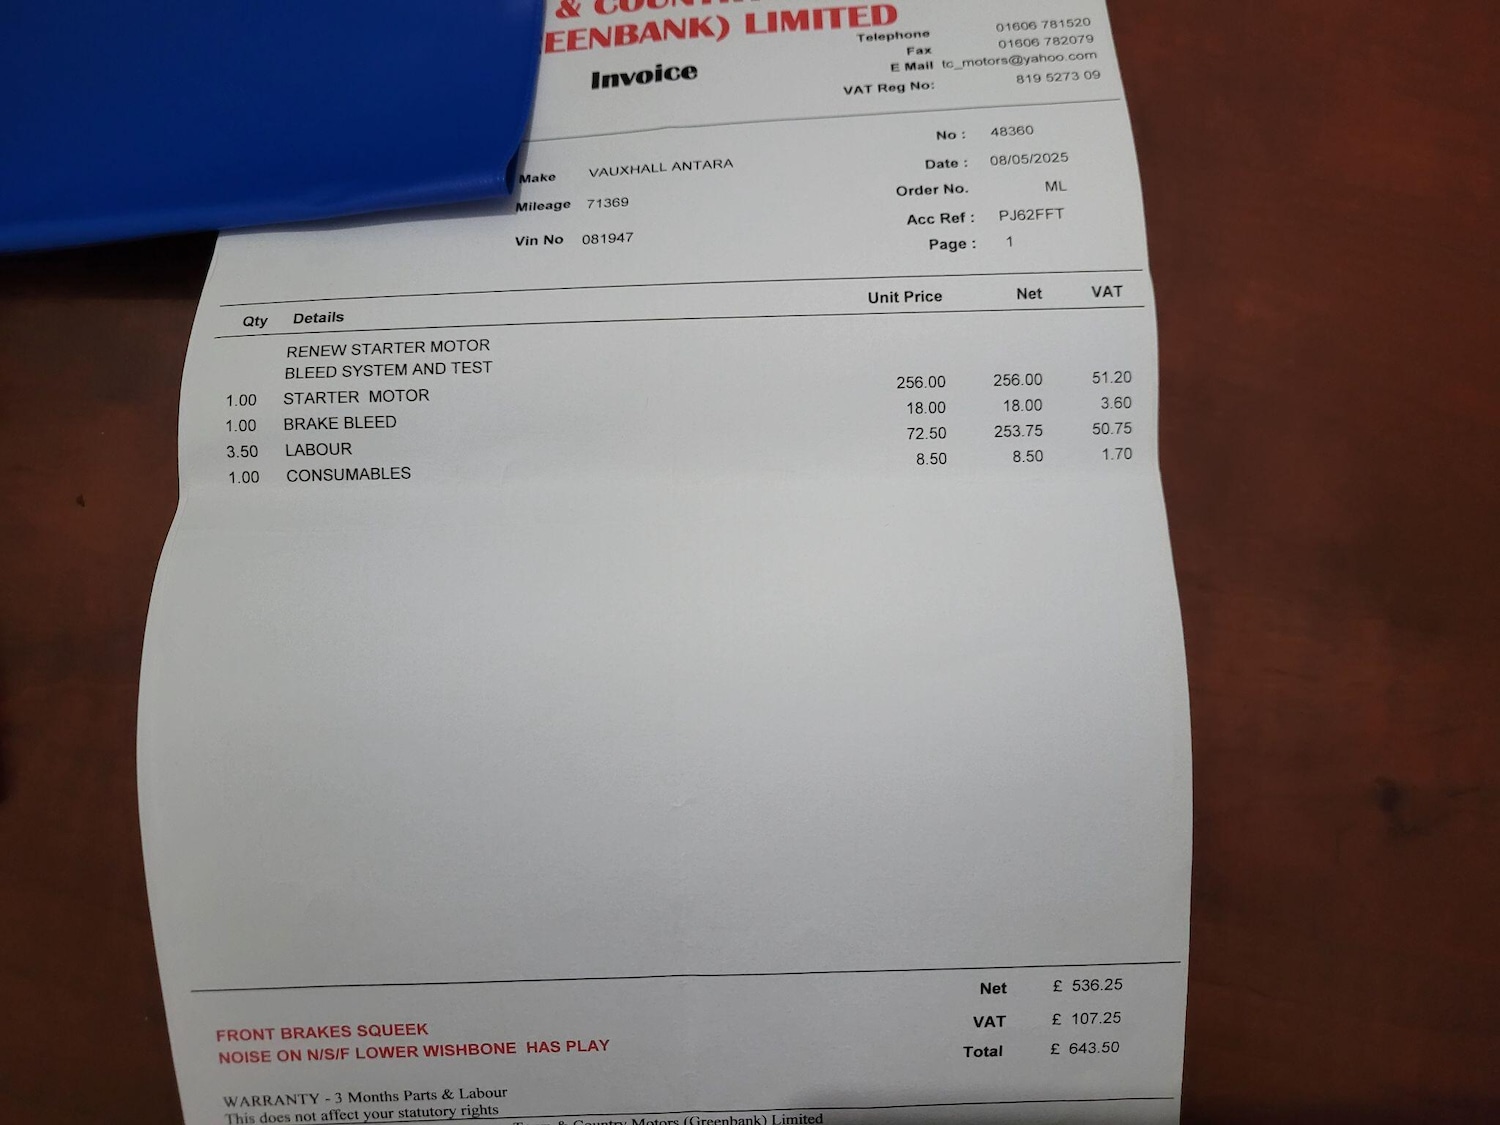 & COUNT
EENBANK) LIMITED
Invoice
Telephone 01606 781520
Fax 01606 782079
E Mail tc_motors@yahoo.com
VAT Reg No: 819 5273 09
Make VAUXHALL ANTARA
Mileage 71369
Vin No 081947
No : 48360
Date : 08/05/2025
Order No. ML
Acc Ref : PJ62FFT
Page : 1
Qty Details Unit Price Net VAT
RENEW STARTER MOTOR
BLEED SYSTEM AND TEST
1.00 STARTER MOTOR 256.00 256.00 51.20
1.00 BRAKE BLEED 18.00 18.00 3.60
3.50 LABOUR 72.50 253.75 50.75
1.00 CONSUMABLES 8.50 8.50 1.70
Net £ 536.25
VAT £ 107.25
Total £ 643.50
FRONT BRAKES SQUEEK
NOISE ON N/S/F LOWER WISHBONE HAS PLAY
WARRANTY - 3 Months Parts & Labour
This does not affect your statutory rights
& Country Motors (Greenbank) Limited